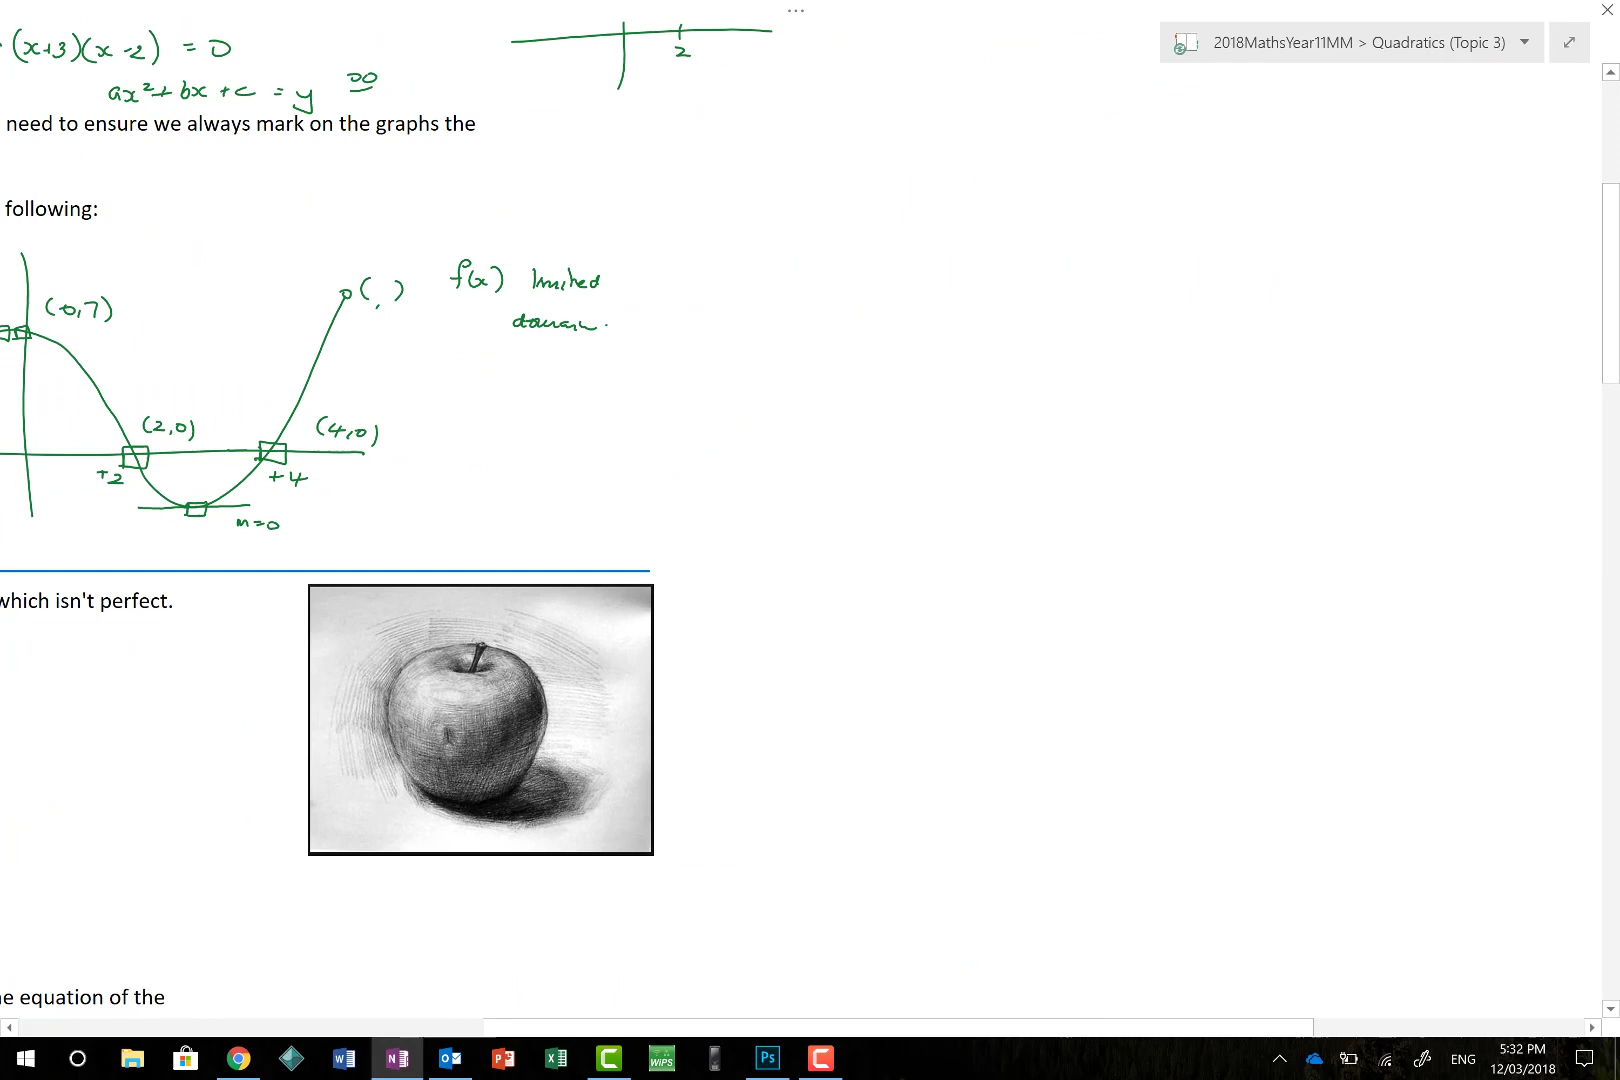 (x+3)(x-2) = 0
2
ax²+ bx + c = y
need to ensure we always mark on the graphs the
following:
f(x) limited
domain.
( , )
(0,7)
(2,0)
(4,0)
+2
+4
m=0
which isn't perfect.
equation of the
2018MathsYear11MM > Quadratics (Topic 3)
WiPS
ENG
5:32 PM
12/03/2018